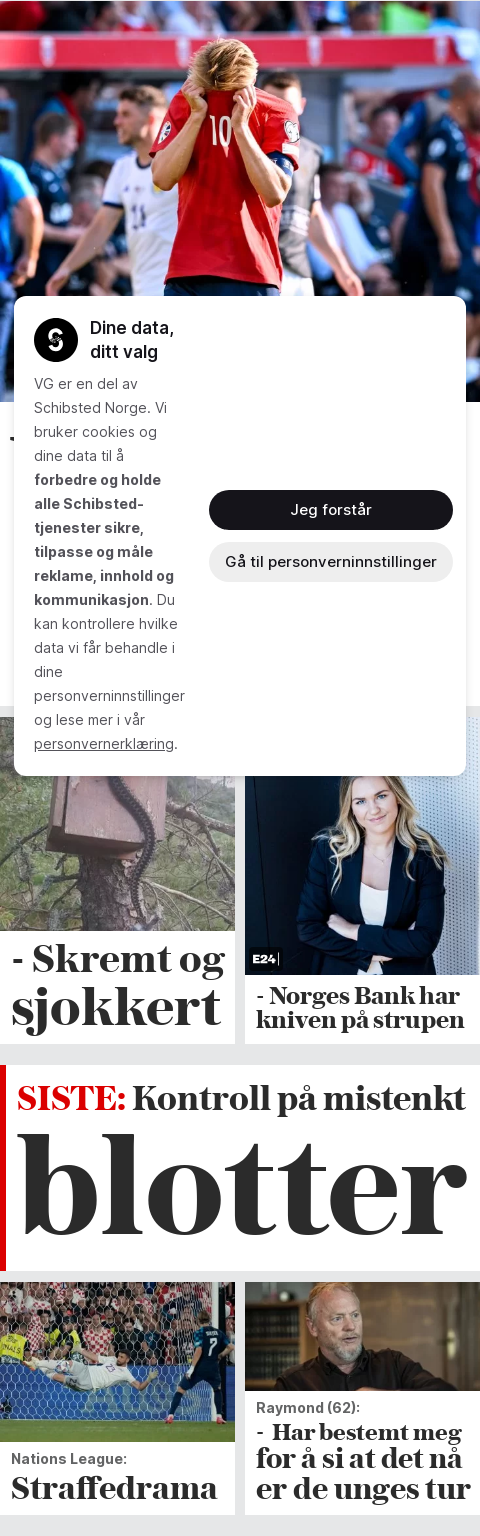 10
Dine data,
ditt valg
VG er en del av
Schibsted Norge. Vi
bruker cookies og
dine data til å
forbedre og holde
alle Schibsted-
tjenester sikre,
tilpasse og måle
reklame, innhold og
kommunikasjon. Du
kan kontrollere hvilke
data vi får behandle i
dine
personverninnstillinger
og lese mer i vår
personvernerklæring.
Jeg forstår
Gå til personverninnstillinger
- Skremt og
sjokkert
E24
- Norges Bank har
kniven på strupen
SISTE: Kontroll på mistenkt
blotter
7
Nations League:
Straffedrama
Raymond (62):
- Har bestemt meg
for å si at det nå
er de unges tur